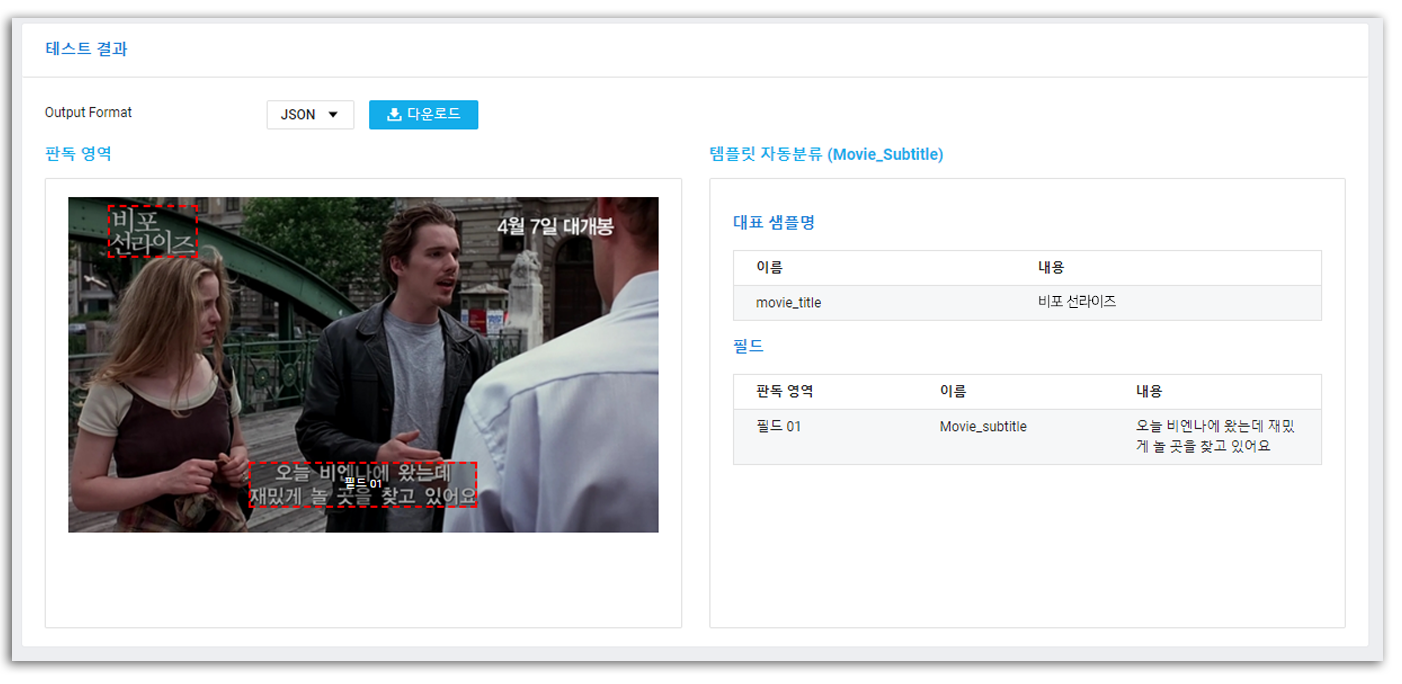 테스트 결과
Output Format
JSON
다운로드
판독 영역
템플릿 자동분류 (Movie_Subtitle)
비포
선라이즈
4월 7일 대개봉
오늘 비엔나에 왔는데
필드 01
재밌게 놀 곳을 찾고 있어요
대표 샘플명
이름 내용
movie_title 비포 선라이즈
필드
판독 영역 이름 내용
필드 01 Movie_subtitle 오늘 비엔나에 왔는데 재밌
게 놀 곳을 찾고 있어요